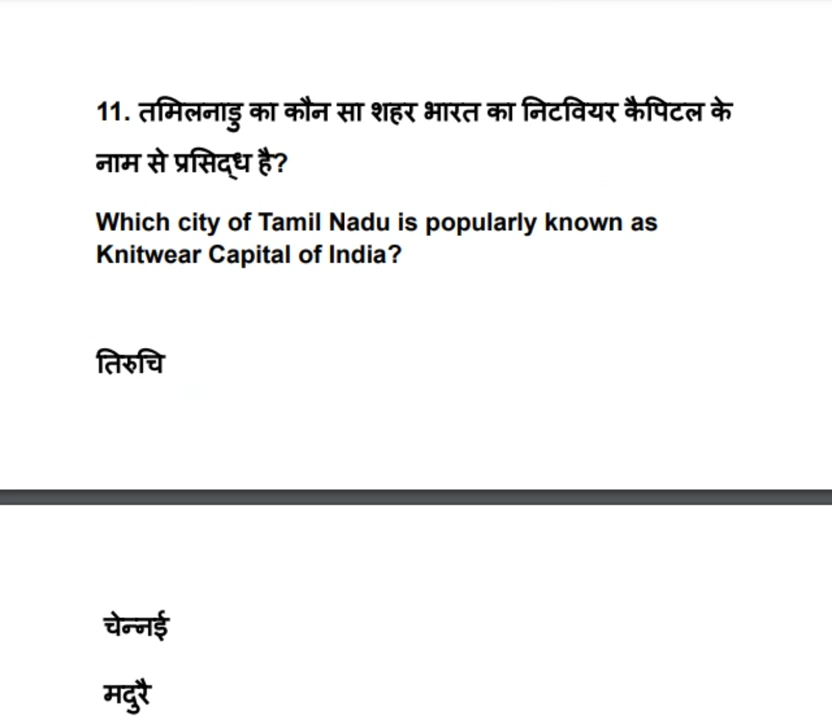 11. तमिलनाडु का कौन सा शहर भारत का निटवियर कैपिटल के
नाम से प्रसिद्ध है?
Which city of Tamil Nadu is popularly known as
Knitwear Capital of India?
तिरुचि
चेन्नई
मदुरै